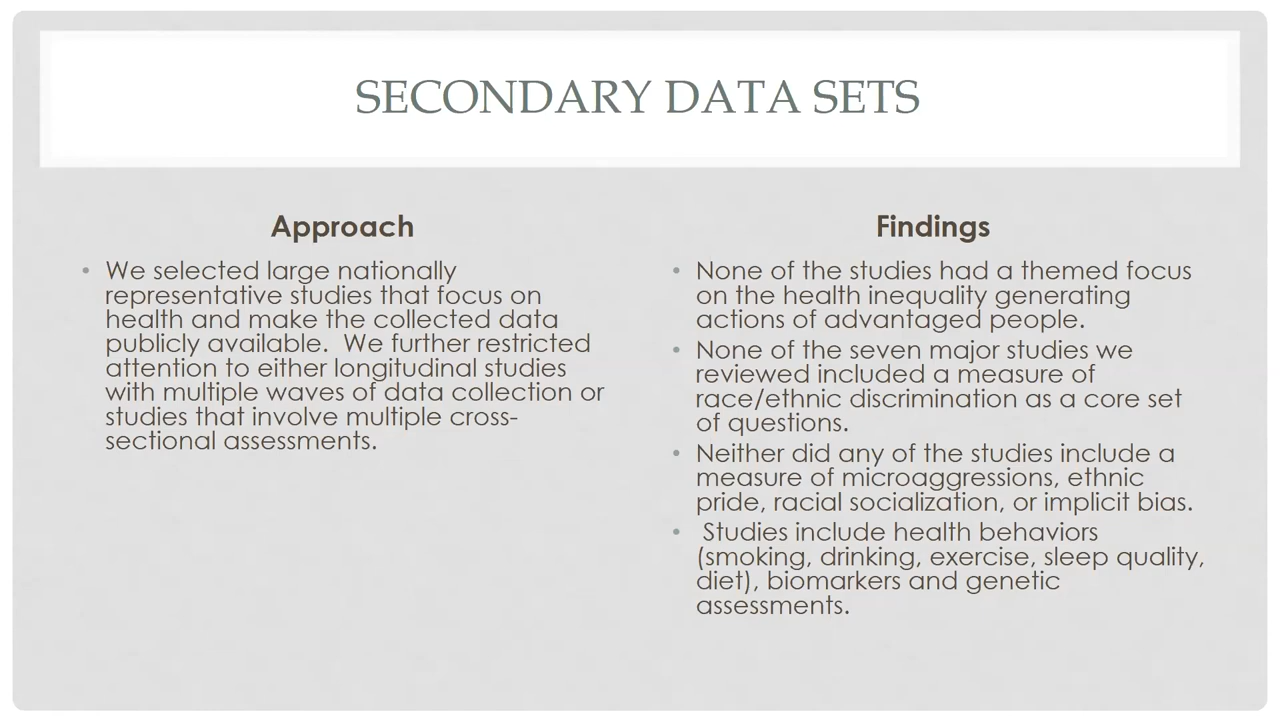 SECONDARY DATA SETS
Approach
• We selected large nationally
representative studies that focus on
health and make the collected data
publicly available.  We further restricted
attention to either longitudinal studies
with multiple waves of data collection or
studies that involve multiple cross-
sectional assessments.
Findings
• None of the studies had a themed focus
on the health inequality generating
actions of advantaged people.
• None of the seven major studies we
reviewed included a measure of
race/ethnic discrimination as a core set
of questions.
• Neither did any of the studies include a
measure of microaggressions, ethnic
pride, racial socialization, or implicit bias.
• Studies include health behaviors
(smoking, drinking, exercise, sleep quality,
diet), biomarkers and genetic
assessments.